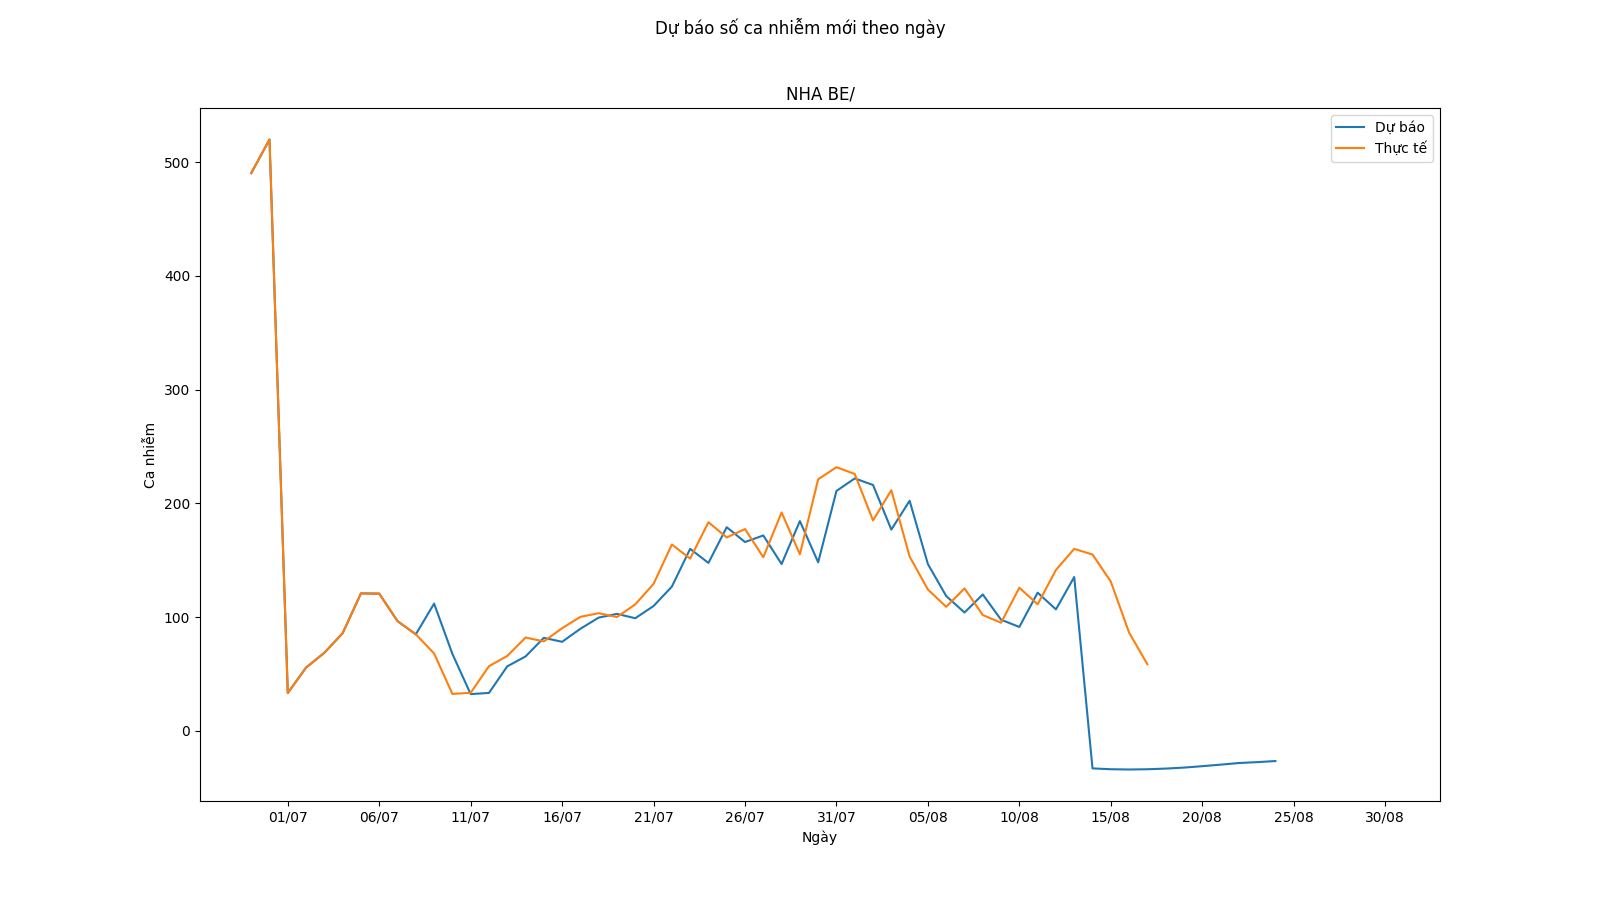 Dự báo số ca nhiễm mới theo ngày
NHA BE/
Dự báo
Thực tế
500
400
300
200
100
0
Ca nhiễm
01/07 06/07 11/07 16/07 21/07 26/07 31/07 05/08 10/08 15/08 20/08 25/08 30/08
Ngày